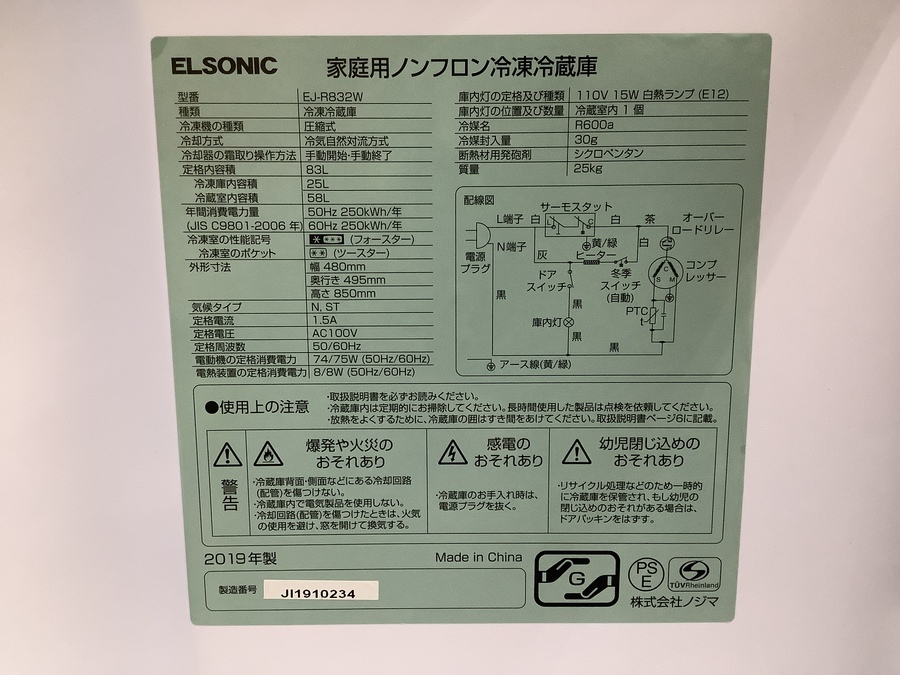 ELSONIC 家庭用ノンフロン冷凍冷蔵庫
型番 EJ-R832W
種類 冷凍冷蔵庫
冷凍機の種類 圧縮式
冷却方式 冷気自然対流方式
冷却器の霜取り操作方法 手動開始・手動終了
定格内容積 83L
冷凍庫内容積 25L
冷蔵室内容積 58L
年間消費電力量 50Hz 250kWh/年
(JIS C9801-2006 年) 60Hz 250kWh/年
冷凍室の性能記号 (フォースター)
冷凍室のポケット (ツースター)
外形寸法 幅 480mm
奥行き 495mm
高さ 850mm
気候タイプ N, ST
定格電流 1.5A
定格電圧 AC100V
定格周波数 50/60Hz
電動機の定格消費電力 74/75W (50Hz/60Hz)
電熱装置の定格消費電力 8/8W (50Hz/60Hz)
庫内灯の定格及び種類 110V 15W 白熱ランプ (E12)
庫内灯の位置及び数量 冷蔵室内 1 個
冷媒名 R600a
冷媒封入量 30g
断熱材用発砲剤 シクロペンタン
質量 25kg
配線図
サーモスタット
L端子 白 L C 白 茶 オーバー
ロードリレー
N端子 黄/緑 白
電源
プラグ
灰 ヒーター
ドア
スイッチ
冬季
スイッチ
(自動)
コンプ
レッサー
C
S M
黒 黒
PTC
t
庫内灯
黒 黒
アース線(黄/緑)
●使用上の注意
・取扱説明書を必ずお読みください。
・冷蔵庫内は定期的にお掃除してください。長時間使用した製品は点検を依頼してください。
・放熱をよくするために、冷蔵庫の囲はすき間をあけてください。取扱説明書ページ6に記載。
警告
爆発や火災の
おそれあり
・冷蔵庫背面・側面などにある冷却回路
(配管)を傷つけない。
・冷蔵庫内で電気製品を使用しない。
・冷却回路(配管)を傷つけたときは、火気
の使用を避け、窓を開けて換気する。
感電の
おそれあり
・冷蔵庫のお手入れ時は、
電源プラグを抜く。
幼児閉じ込めの
おそれあり
・リサイクル処理などのため一時的
に冷蔵庫を保管され、もし幼児の
閉じ込めのおそれがある場合は、
ドアパッキンをはずす。
2019年製 Made in China
製造番号 JI1910234
G
PS
E
TÜVRheinland
株式会社ノジマ